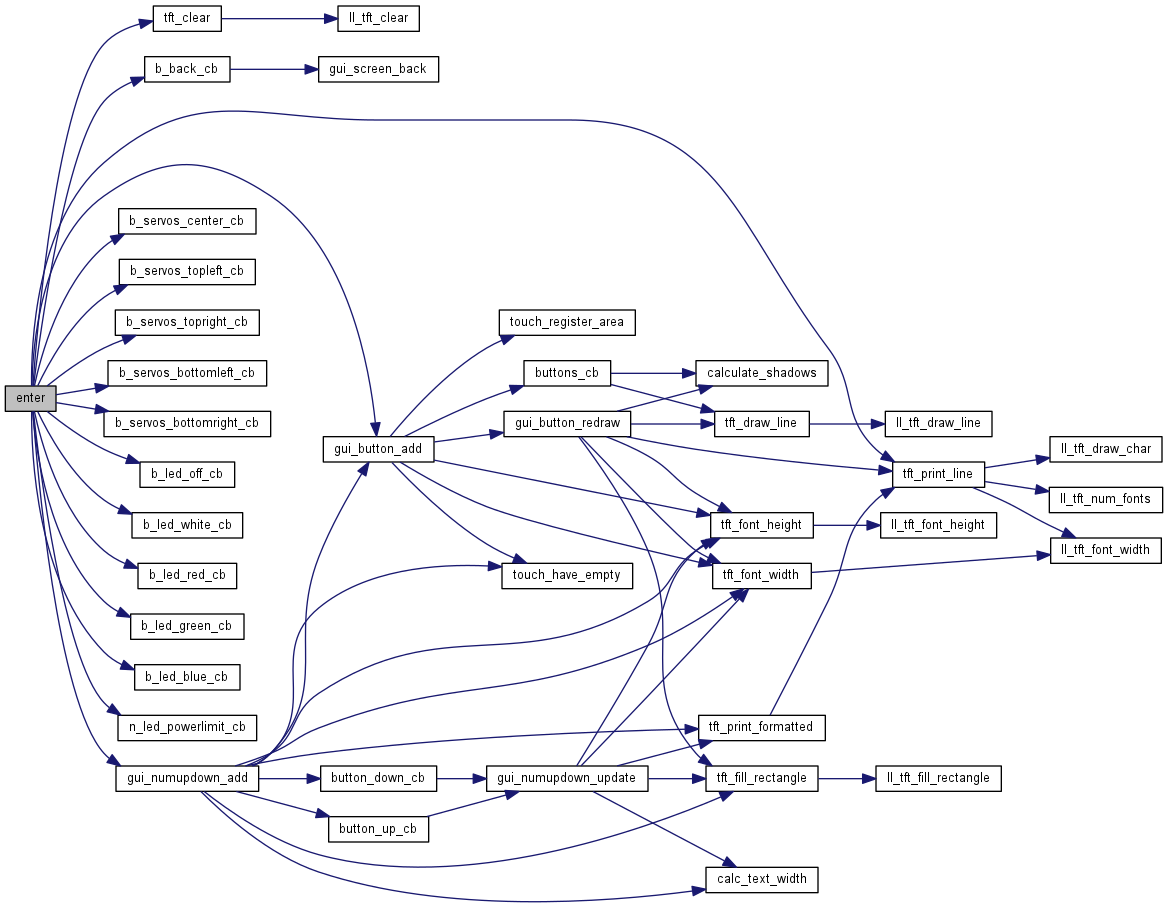 tft_clear
ll_tft_clear
b_back_cb
gui_screen_back
b_servos_center_cb
b_servos_topleft_cb
b_servos_topright_cb
touch_register_area
b_servos_bottomleft_cb
buttons_cb
calculate_shadows
enter
b_servos_bottomright_cb
gui_button_redraw
tft_draw_line
ll_tft_draw_line
gui_button_add
ll_tft_draw_char
b_led_off_cb
tft_print_line
ll_tft_num_fonts
b_led_white_cb
tft_font_height
ll_tft_font_height
ll_tft_font_width
b_led_red_cb
touch_have_empty
tft_font_width
b_led_green_cb
b_led_blue_cb
n_led_powerlimit_cb
tft_print_formatted
gui_numupdown_add
button_down_cb
gui_numupdown_update
tft_fill_rectangle
ll_tft_fill_rectangle
button_up_cb
calc_text_width